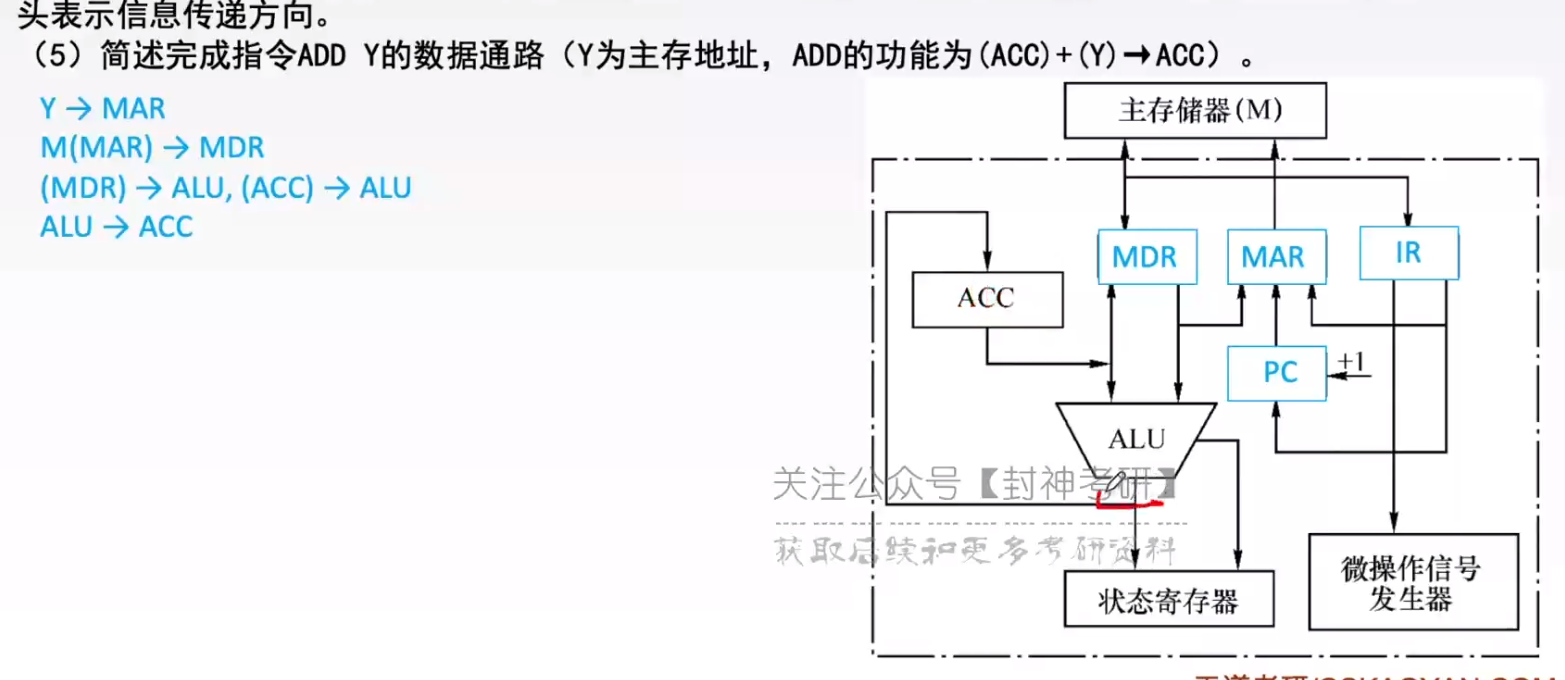 头表示信息传递方向。
(5) 简述完成指令ADD Y的数据通路（Y为主存地址，ADD的功能为(ACC)+(Y)→ACC）。
Y → MAR
M(MAR) → MDR
(MDR) → ALU, (ACC) → ALU
ALU → ACC
主存储器(M)
MDR
MAR
IR
ACC
PC
+1
ALU
关注公众号【封神考研】
获取后续和更多考研资料
状态寄存器
微操作信号
发生器